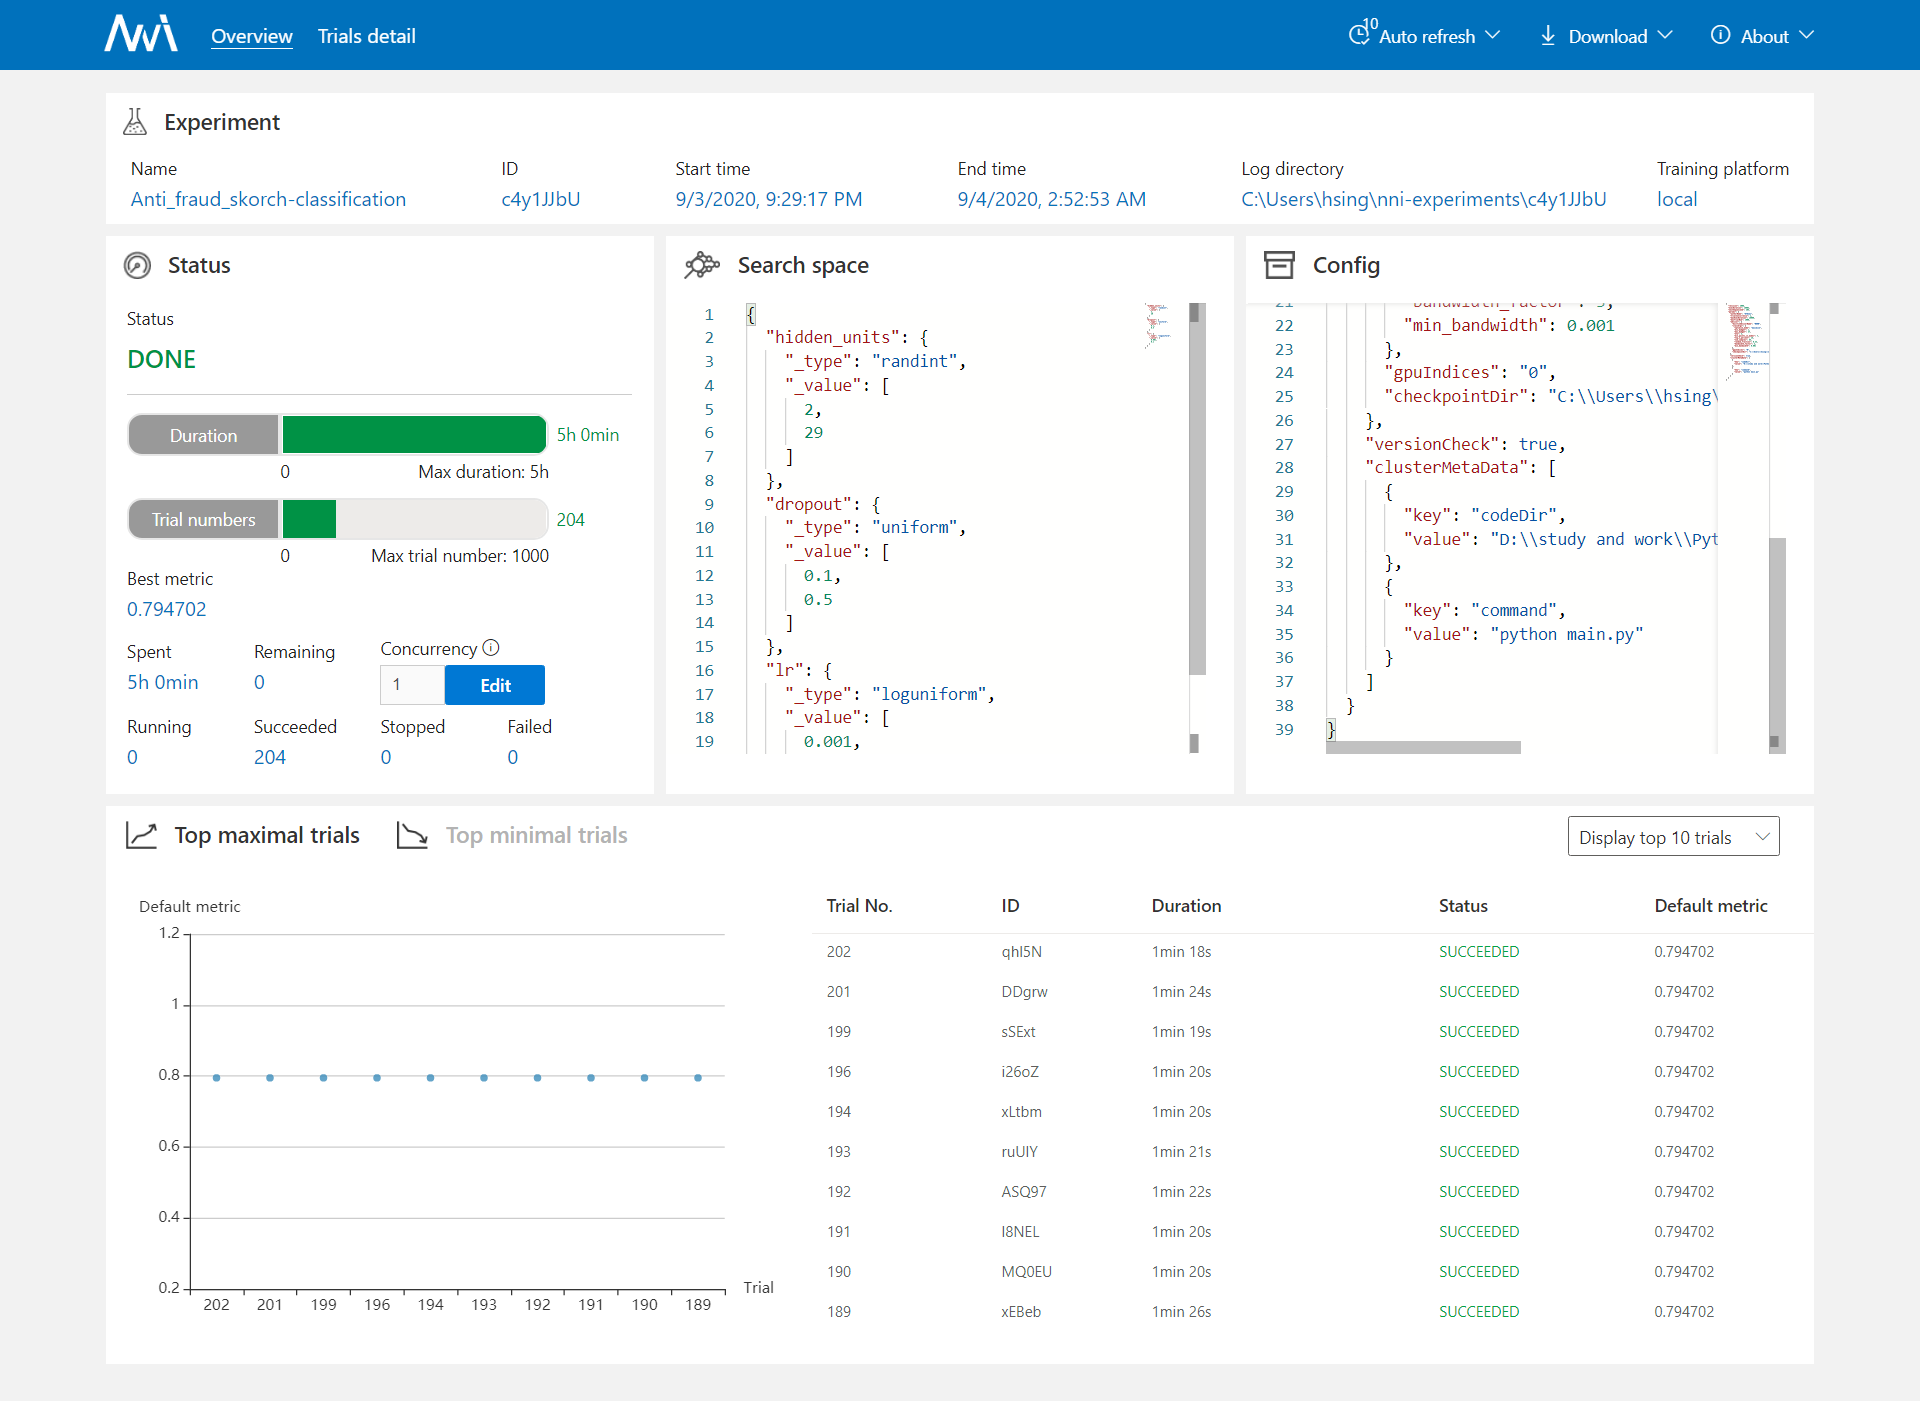 NNI Overview Trials detail 10 Auto refresh Download About
Experiment
Name ID Start time End time Log directory Training platform
Anti_fraud_skorch-classification c4y1JJbU 9/3/2020, 9:29:17 PM 9/4/2020, 2:52:53 AM C:\Users\hsing\nni-experiments\c4y1JJbU local
Status
Status
DONE
Duration 5h 0min
0 Max duration: 5h
Trial numbers 204
0 Max trial number: 1000
Best metric
0.794702
Spent Remaining Concurrency
5h 0min 0 1 Edit
Running Succeeded Stopped Failed
0 204 0 0
Search space
1 {
2 "hidden_units": {
3 "_type": "randint",
4 "_value": [
5 2,
6 29
7 ]
8 },
9 "dropout": {
10 "_type": "uniform",
11 "_value": [
12 0.1,
13 0.5
14 ]
15 },
16 "lr": {
17 "_type": "loguniform",
18 "_value": [
19 0.001,
Config
22 "min_bandwidth": 0.001
23 },
24 "gpuIndices": "0",
25 "checkpointDir": "C:\\Users\\hsing\
26 },
27 "versionCheck": true,
28 "clusterMetaData": [
29 {
30 "key": "codeDir",
31 "value": "D:\\study and work\\Pyt
32 },
33 {
34 "key": "command",
35 "value": "python main.py"
36 }
37 ]
38 }
39 }
Top maximal trials Top minimal trials Display top 10 trials
Default metric
1.2
1
0.8
0.6
0.4
0.2
202 201 199 196 194 193 192 191 190 189
Trial
Trial No. ID Duration Status Default metric
202 qhI5N 1min 18s SUCCEEDED 0.794702
201 DDgrw 1min 24s SUCCEEDED 0.794702
199 sSExt 1min 19s SUCCEEDED 0.794702
196 i26oZ 1min 20s SUCCEEDED 0.794702
194 xLtbm 1min 20s SUCCEEDED 0.794702
193 ruUIY 1min 21s SUCCEEDED 0.794702
192 ASQ97 1min 22s SUCCEEDED 0.794702
191 I8NEL 1min 20s SUCCEEDED 0.794702
190 MQ0EU 1min 20s SUCCEEDED 0.794702
189 xEBeb 1min 26s SUCCEEDED 0.794702